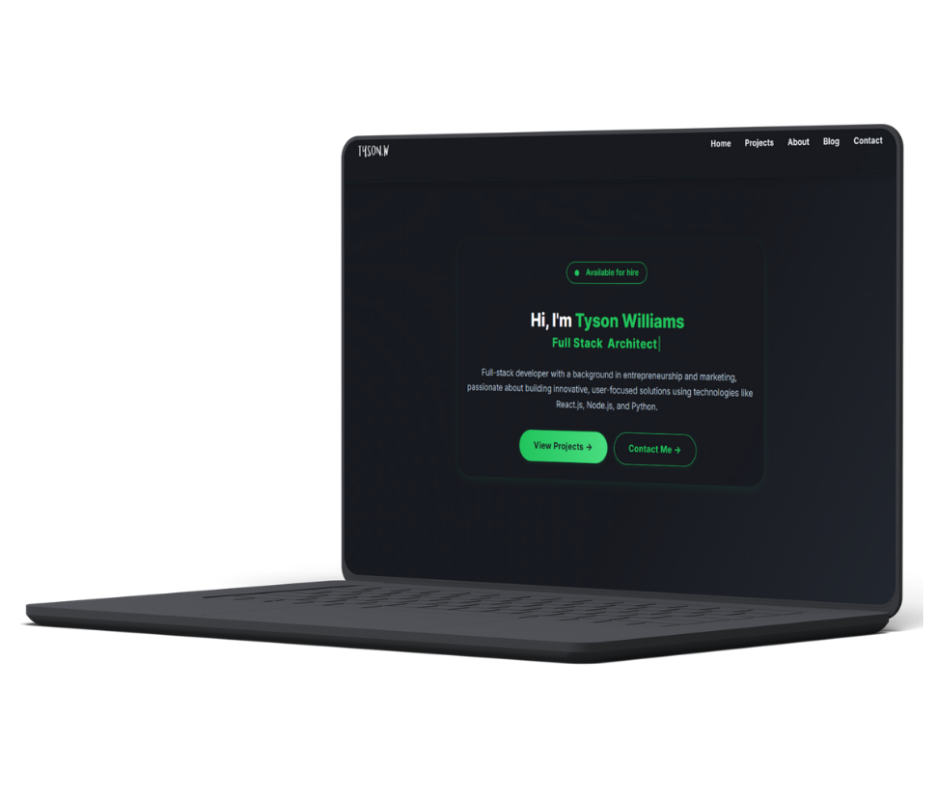 TYSON.W
Home Projects About Blog Contact
Available for hire
Hi, I'm Tyson Williams
Full Stack Architect
Full-stack developer with a background in entrepreneurship and marketing,
passionate about building innovative, user-focused solutions using technologies like
React.js, Node.js, and Python.
View Projects → Contact Me →